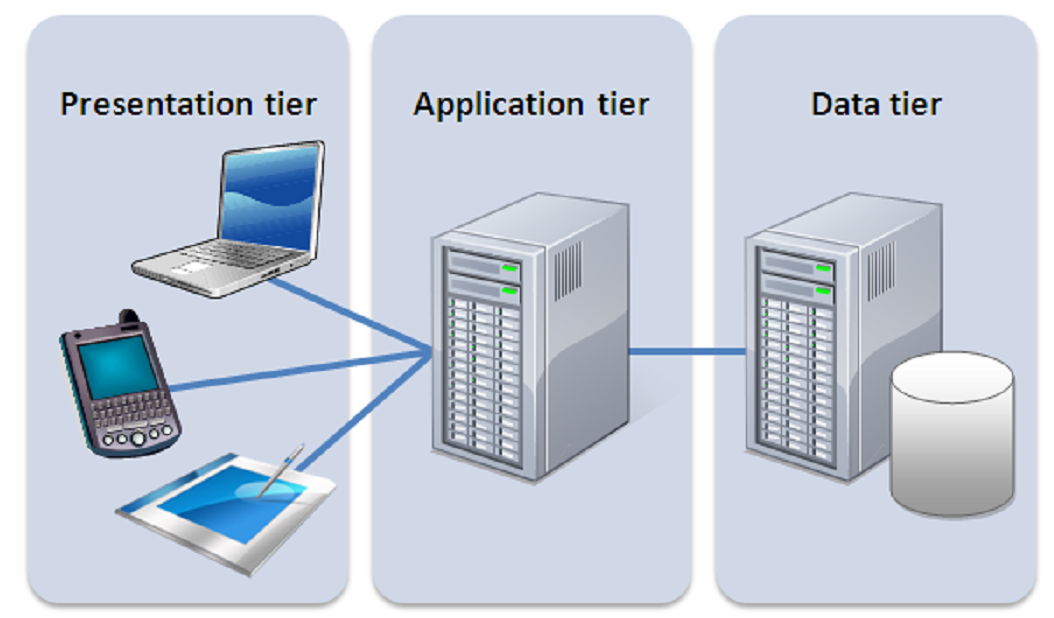 Presentation tier
Application tier
Data tier